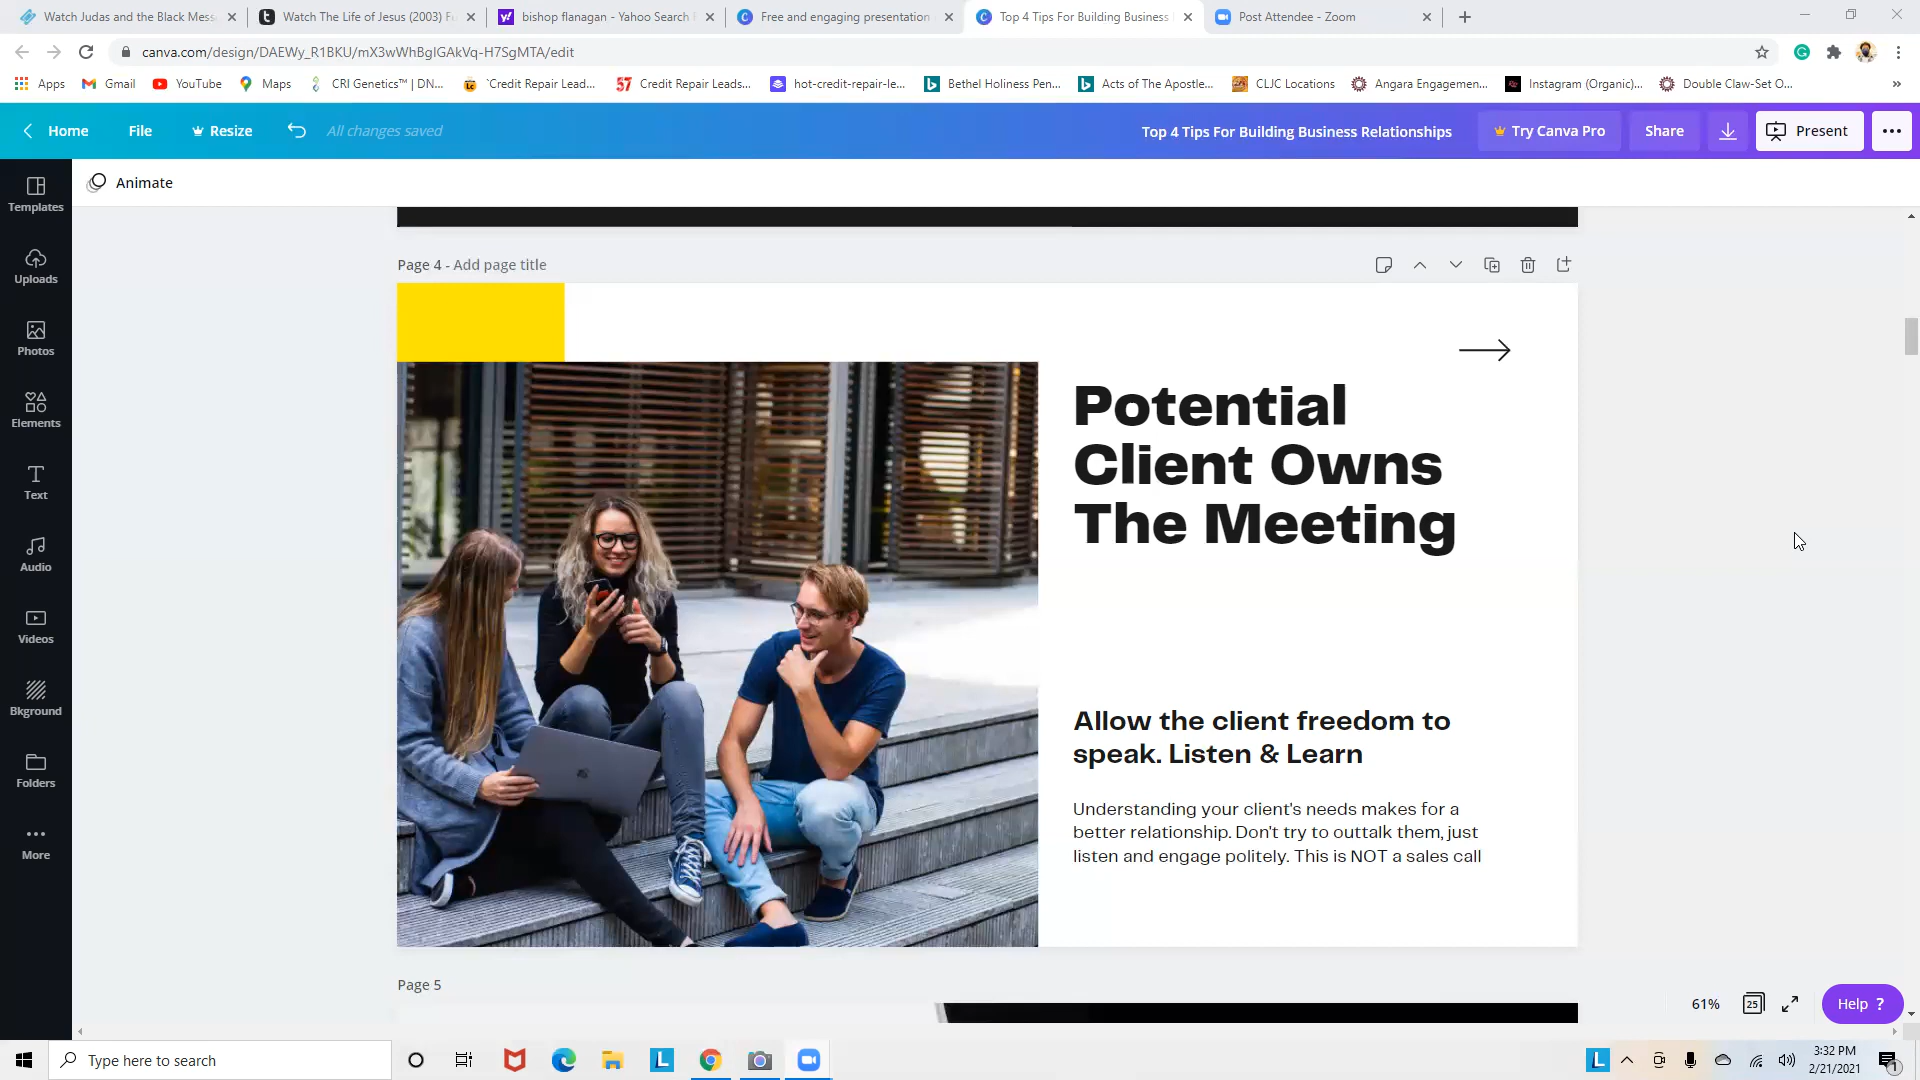 Watch Judas and the Black Mess
Watch The Life of Jesus (2003) Fu
bishop flanagan - Yahoo Search
Free and engaging presentation
Top 4 Tips For Building Business
Post Attendee - Zoom
canva.com/design/DAEWy_R1BKU/mX3wWhBglGAkVq-H7SgMTA/edit
Apps
Gmail
YouTube
Maps
CRI Genetics™ | DN...
`Credit Repair Lead...
Credit Repair Leads...
hot-credit-repair-le...
Bethel Holiness Pen...
Acts of The Apostle...
CLJC Locations
Angara Engagemen...
Instagram (Organic)...
Double Claw-Set O...
Home
File
Resize
All changes saved
Top 4 Tips For Building Business Relationships
Try Canva Pro
Share
Present
Animate
Templates
Uploads
Photos
Elements
Text
Audio
Videos
Bkground
Folders
More
Page 4 - Add page title
Potential
Client Owns
The Meeting
Allow the client freedom to
speak. Listen & Learn
Understanding your client's needs makes for a
better relationship. Don't try to outtalk them, just
listen and engage politely. This is NOT a sales call
Page 5
61%
25
Help ?
Type here to search
3:32 PM
2/21/2021
1